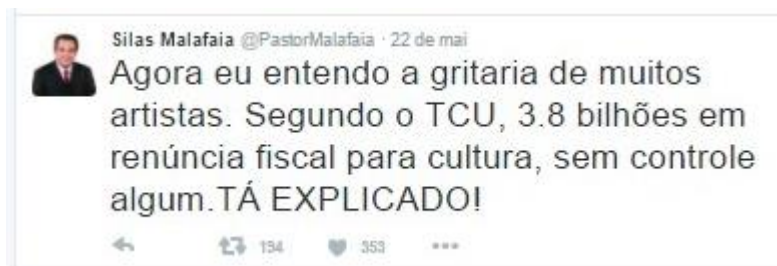 Silas Malafaia @PastorMalafaia · 22 de mai
Agora eu entendo a gritaria de muitos
artistas. Segundo o TCU, 3.8 bilhões em
renúncia fiscal para cultura, sem controle
algum.TÁ EXPLICADO!
194 353